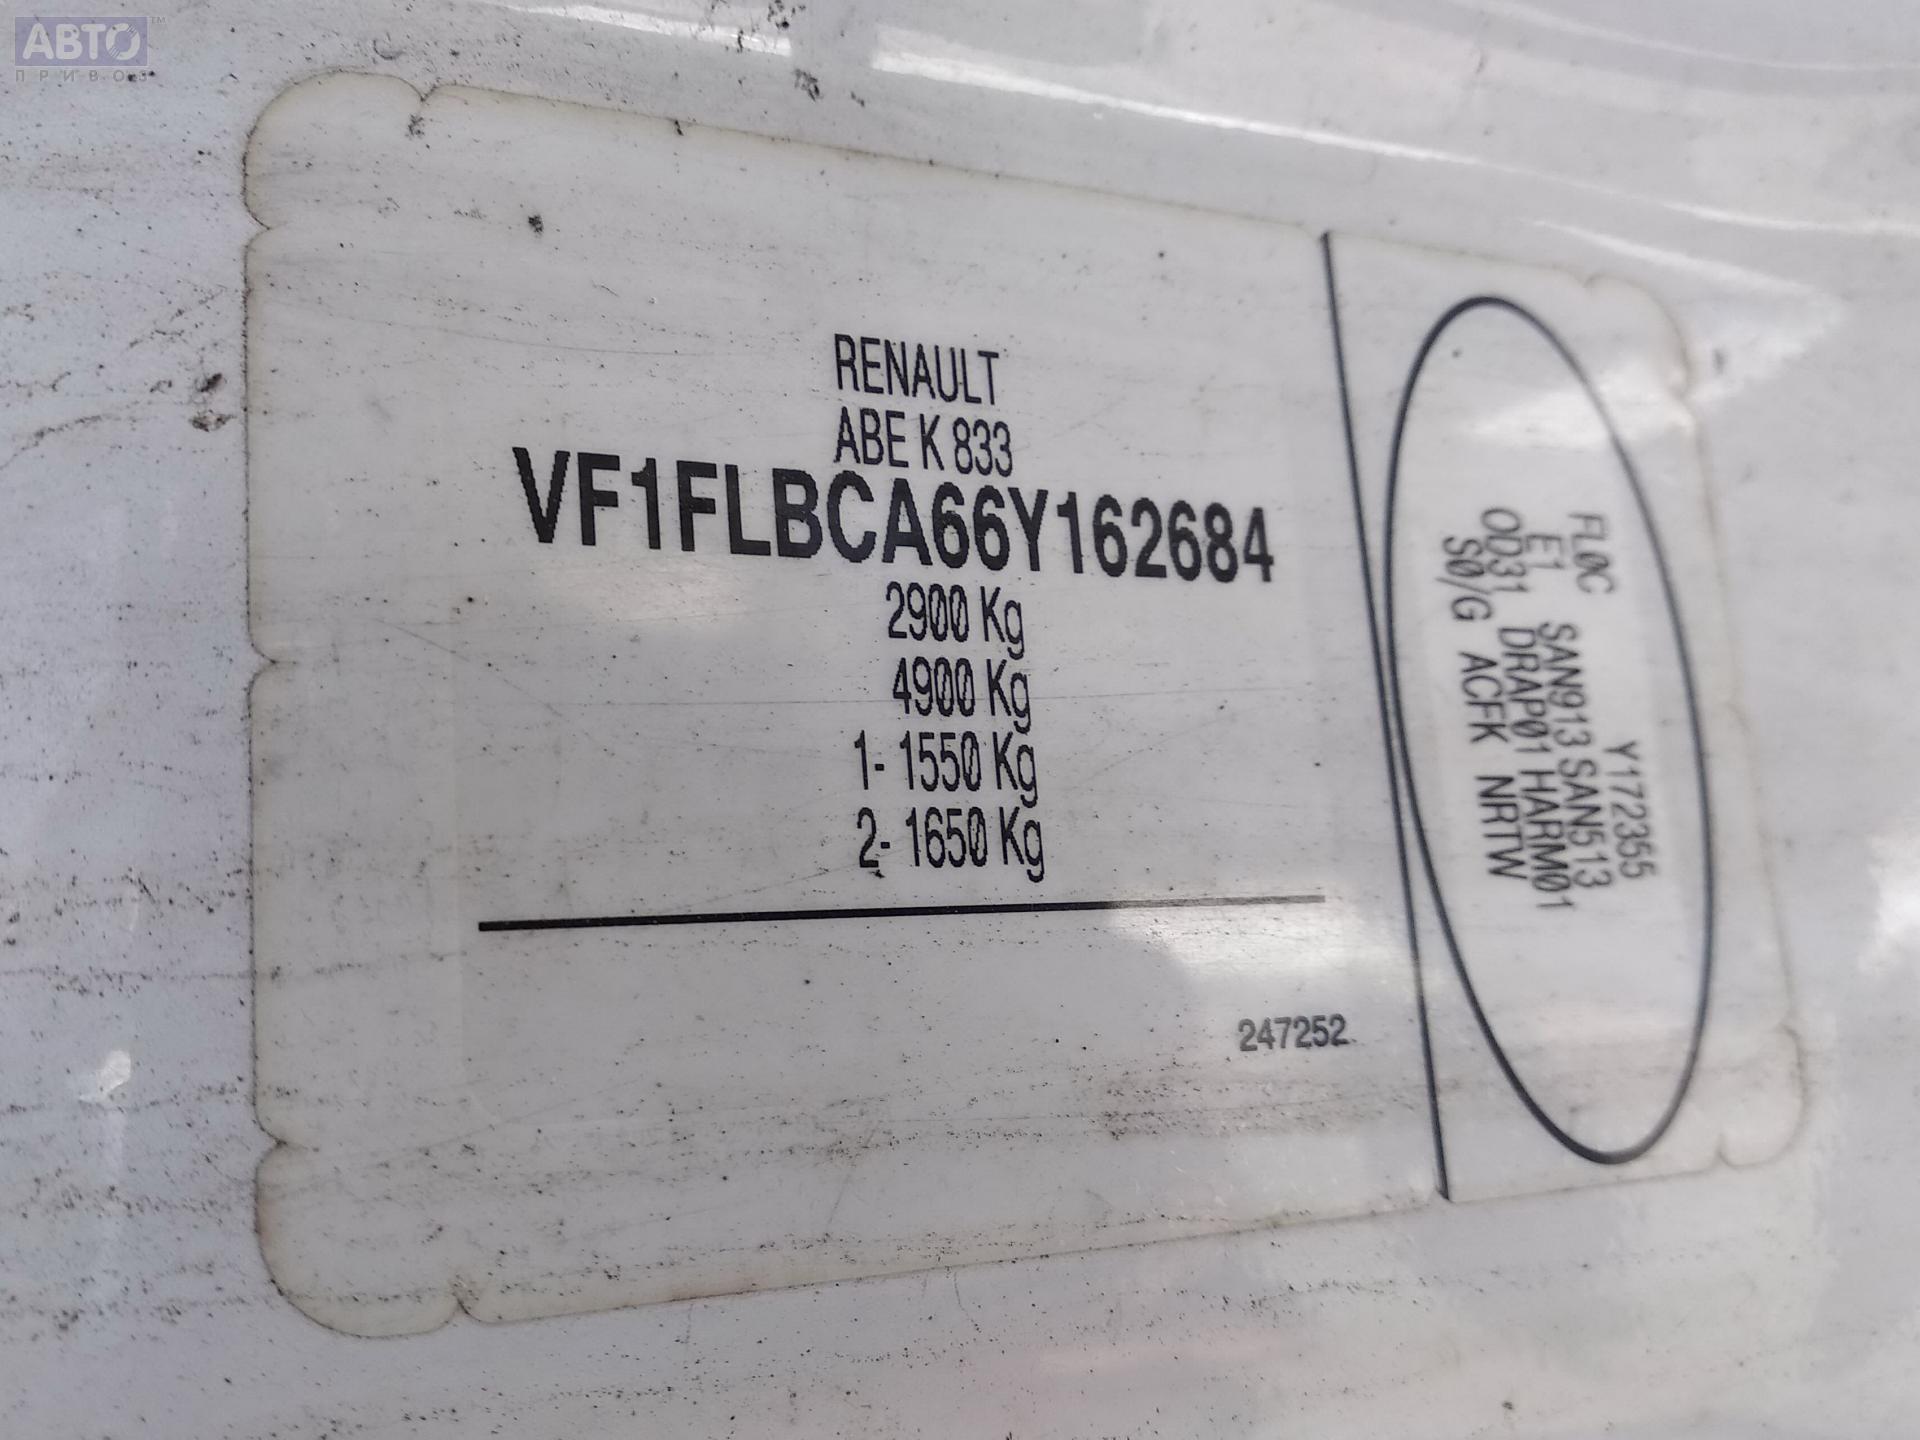 АВТО™
ПРИВОЗ
RENAULT
ABE K 833
VF1FLBCA66Y162684
2900 Kg
4900 Kg
1- 1550 Kg
2- 1650 Kg
247252
FL0C Y172355
E1 SAN913 SAN513
OD31 DRAP01 HARM01
S0/G ACFK NRTW